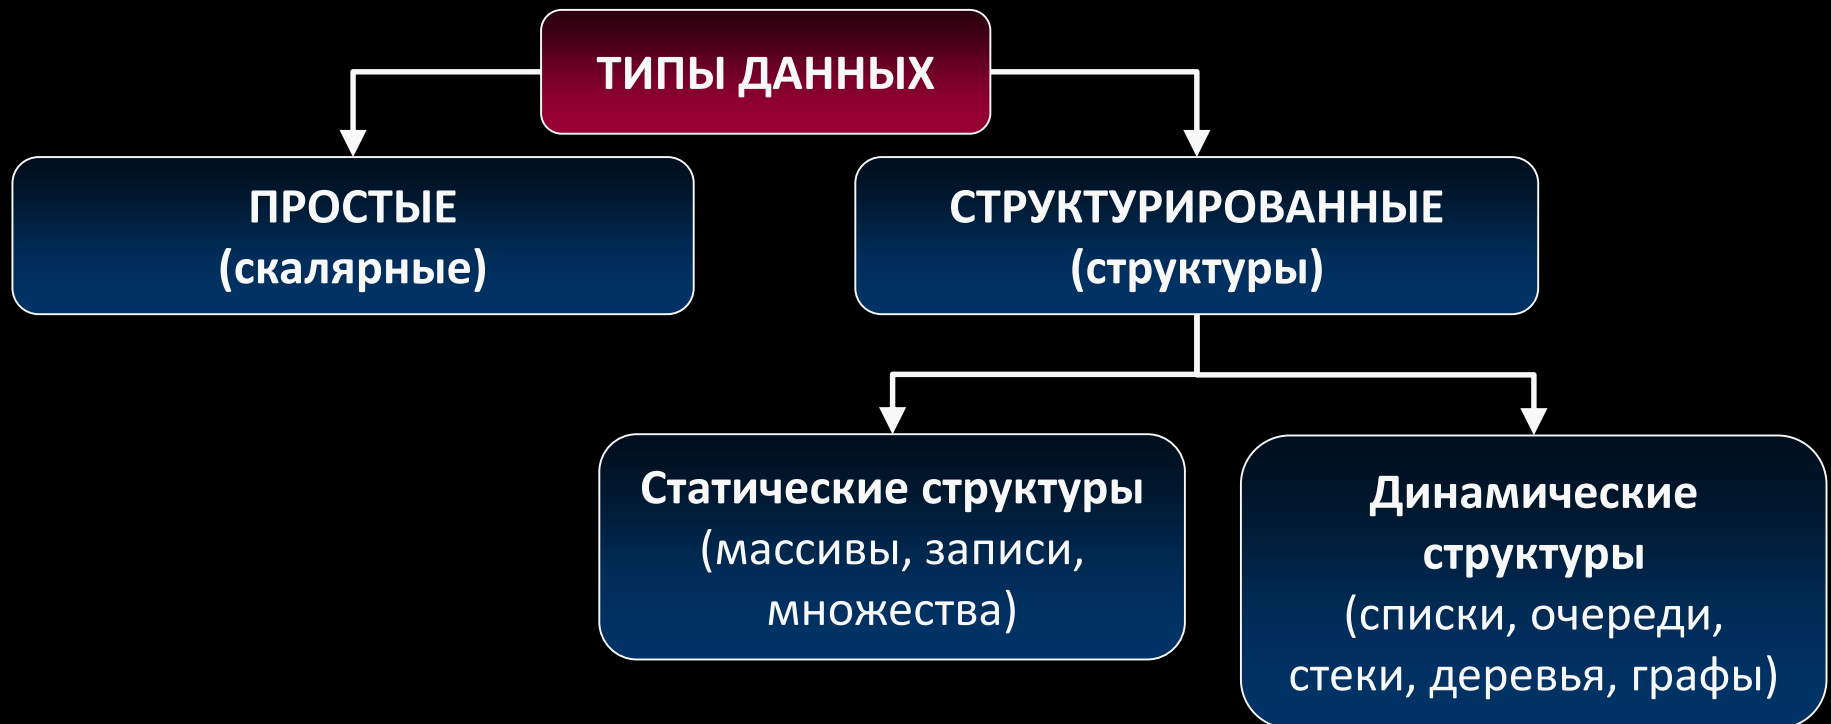 ТИПЫ ДАННЫХ
ПРОСТЫЕ
(скалярные)
СТРУКТУРИРОВАННЫЕ
(структуры)
Статические структуры
(массивы, записи,
множества)
Динамические
структуры
(списки, очереди,
стеки, деревья, графы)